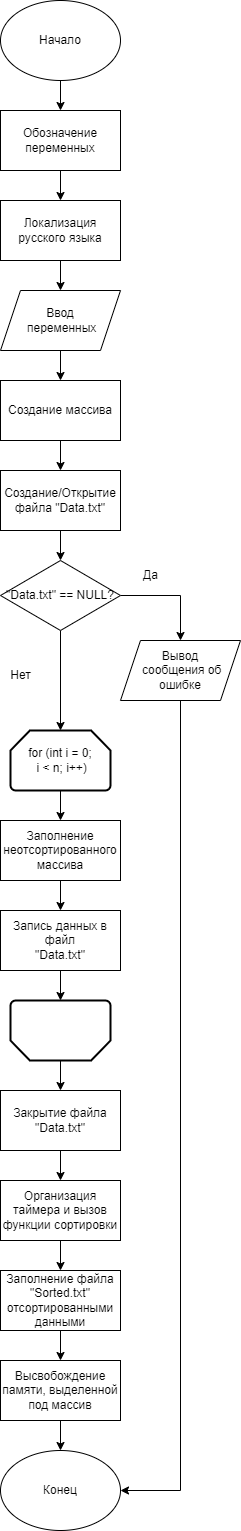 Начало
Обозначение
переменных
Локализация
русского языка
Ввод
переменных
Создание массива
Создание/Открытие
файла "Data.txt"
"Data.txt" == NULL?
Да
Вывод
сообщения об
ошибке
Нет
for (int i = 0;
i < n; i++)
Заполнение
неотсортированного
массива
Запись данных в
файл
"Data.txt"
Закрытие файла
"Data.txt"
Организация
таймера и вызов
функции сортировки
Заполнение файла
"Sorted.txt"
отсортированными
данными
Высвобождение
памяти, выделенной
под массив
Конец